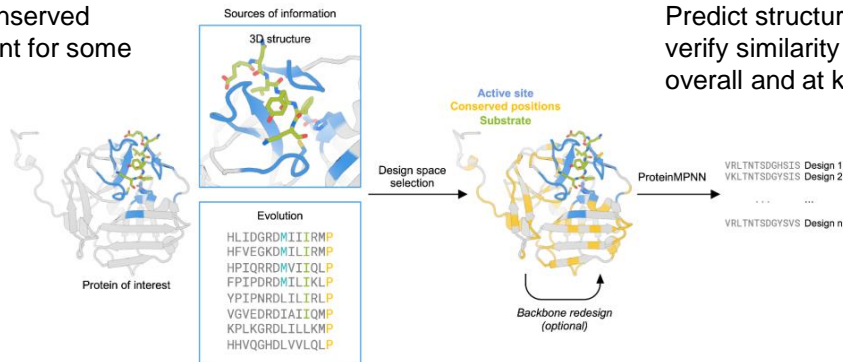 onserved
nt for some
Sources of information
3D structure
Predict structur
verify similarity
overall and at k
Active site
Conserved positions
Substrate
Design space
selection
ProteinMPNN
VRLTNTSDGHSIS Design 1
VKLTNTSDGYSIS Design 2
... ...
VRLTNTSDGYSVS Design n
Protein of interest
Evolution
HLIDGRDMIIIRMP
HFVEGKDMILIRMP
HPIQRRDMVIIQLP
FPIPDRDMILIKLP
YPIPNRDLILIRLP
VGVEDRDIAIIQMP
KPLKGRDLILLKMP
HHVQGHDLVVLQLP
Backbone redesign
(optional)